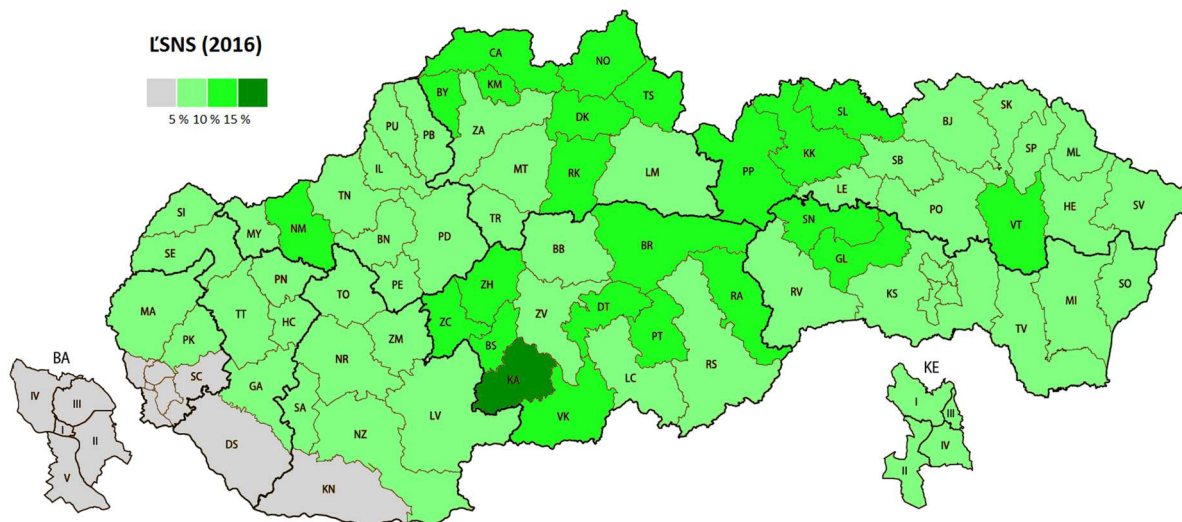 ĽSNS (2016)
5 % 10 % 15 %
CA
NO
BY
KM
TS
PU
PB
ZA
DK
SL
SK
BJ
IL
MT
RK
LM
PP
KK
SB
SP
ML
TN
LE
SI
MY
NM
TR
PO
HE
SV
SE
BN
PD
BB
BR
SN
VT
PN
PE
ZH
GL
MA
TT
HC
TO
ZC
ZV
DT
RA
RV
KS
MI
SO
PK
ZM
BS
PT
TV
BA
SC
NR
KA
LC
RS
KE
IV
III
GA
SA
LV
VK
I
III
I
II
DS
NZ
IV
V
KN
II